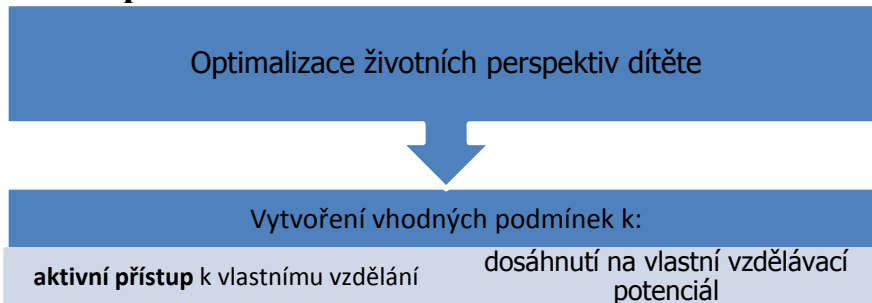 Optimalizace životních perspektiv dítěte
Vytvoření vhodných podmínek k:
aktivní přístup k vlastnímu vzdělání
dosáhnutí na vlastní vzdělávací
potenciál